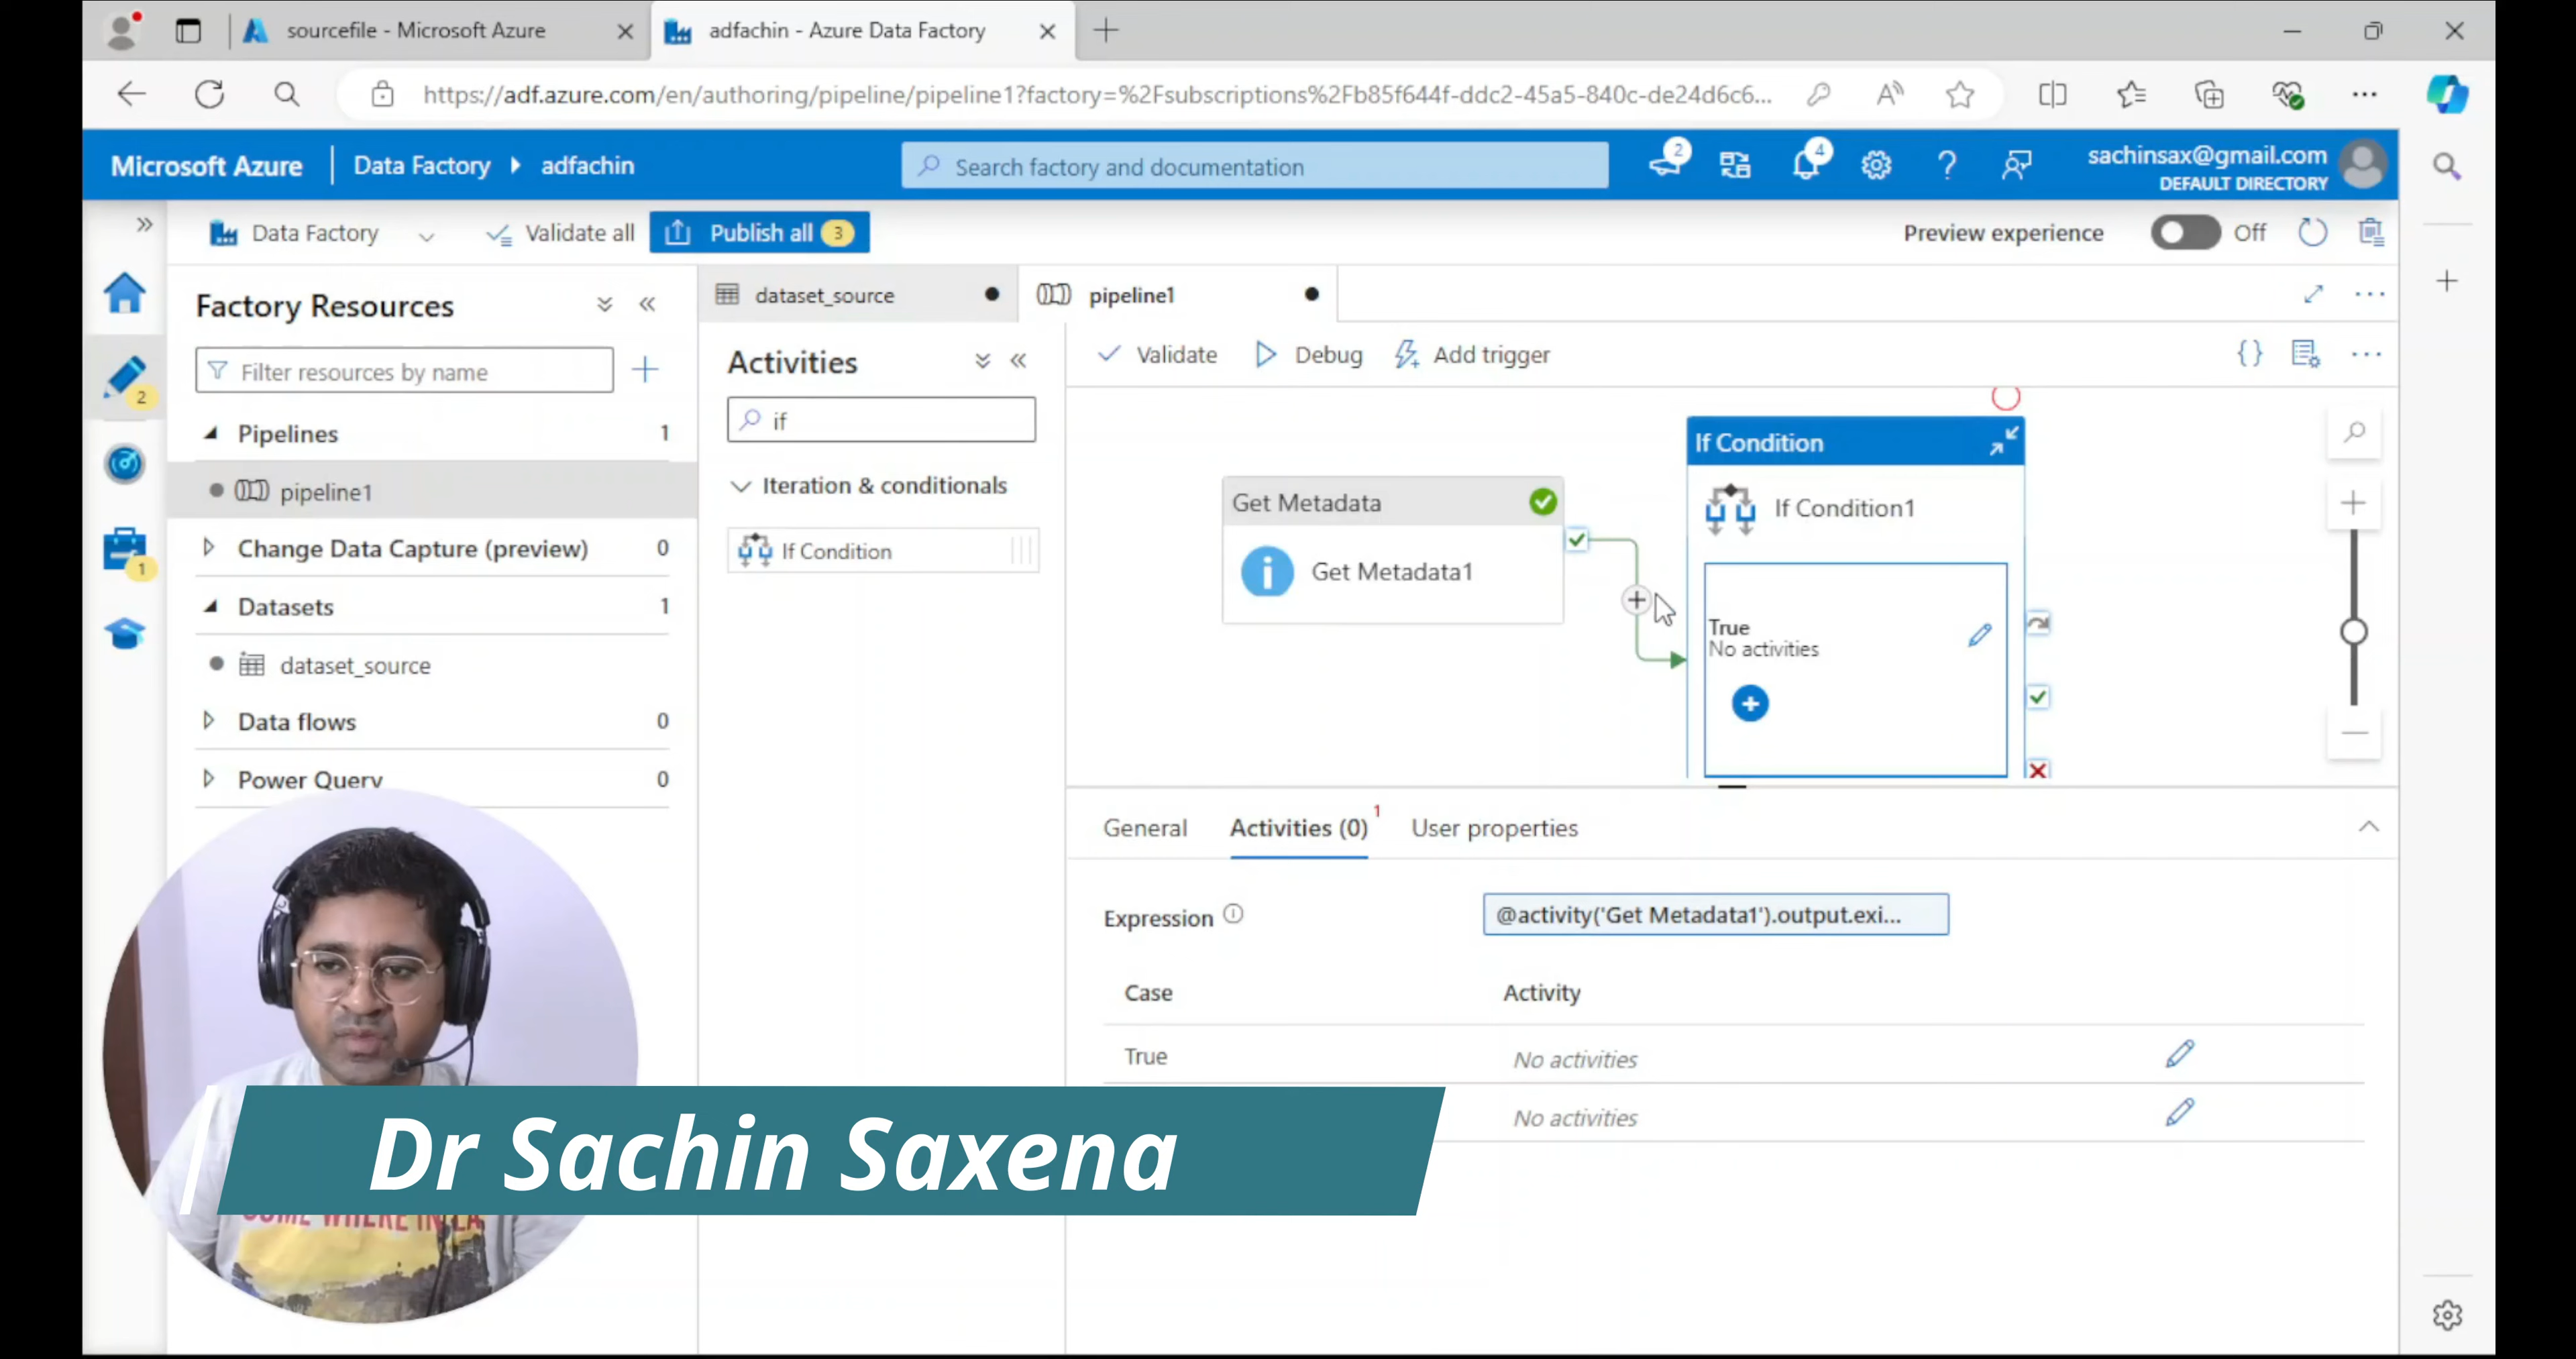 sourcefile - Microsoft Azure
adfachin - Azure Data Factory
https://adf.azure.com/en/authoring/pipeline/pipeline1?factory=%2Fsubscriptions%2Fb85f644f-ddc2-45a5-840c-de24d6c6...
Microsoft Azure
Data Factory
adfachin
Search factory and documentation
2
4
sachinsax@gmail.com
DEFAULT DIRECTORY
Data Factory
Validate all
Publish all 3
Preview experience
Off
Factory Resources
Filter resources by name
2
1
Pipelines 1
pipeline1
Change Data Capture (preview) 0
Datasets 1
dataset_source
Data flows 0
Power Query 0
dataset_source
pipeline1
Activities
if
Iteration & conditionals
If Condition
Validate
Debug
Add trigger
{}
Get Metadata
Get Metadata1
If Condition
If Condition1
True
No activities
General
Activities (0) 1
User properties
Expression
@activity('Get Metadata1').output.exi...
Case
Activity
True
No activities
No activities
Dr Sachin Saxena